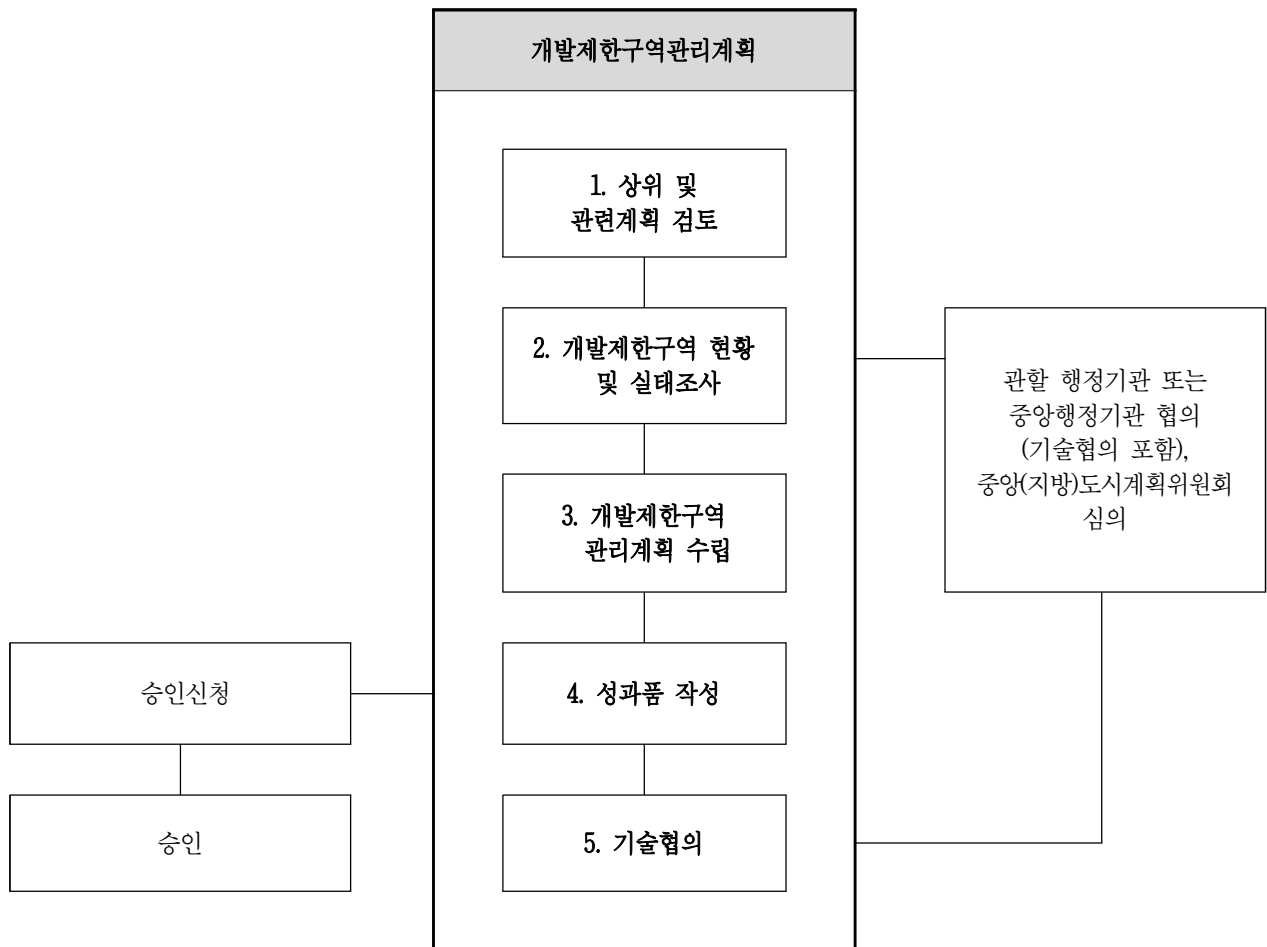 개발제한구역관리계획
1. 상위 및
관련계획 검토
2. 개발제한구역 현황
및 실태조사
3. 개발제한구역
관리계획 수립
4. 성과품 작성
5. 기술협의
관할 행정기관 또는
중앙행정기관 협의
(기술협의 포함),
중앙(지방)도시계획위원회
심의
승인신청
승인